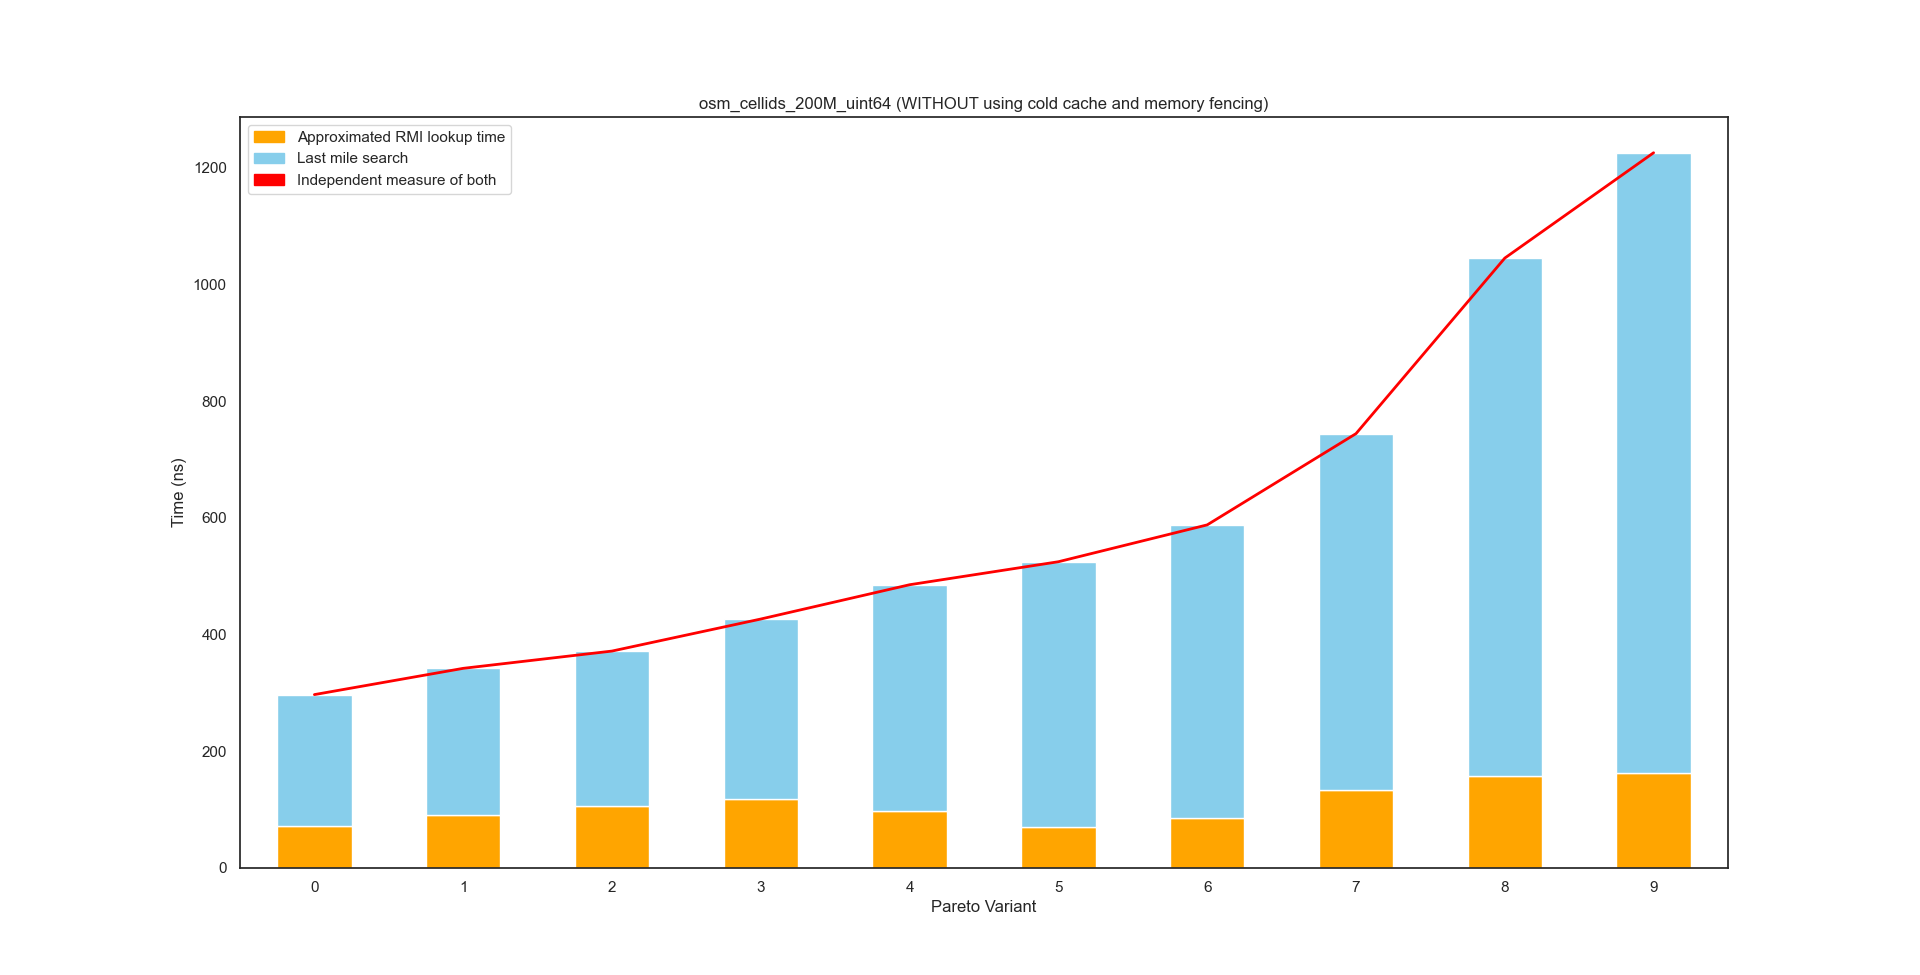 osm_cellids_200M_uint64 (WITHOUT using cold cache and memory fencing)
Approximated RMI lookup time
Last mile search
Independent measure of both
1200
1000
800
600
400
200
0
Time (ns)
0 1 2 3 4 5 6 7 8 9
Pareto Variant